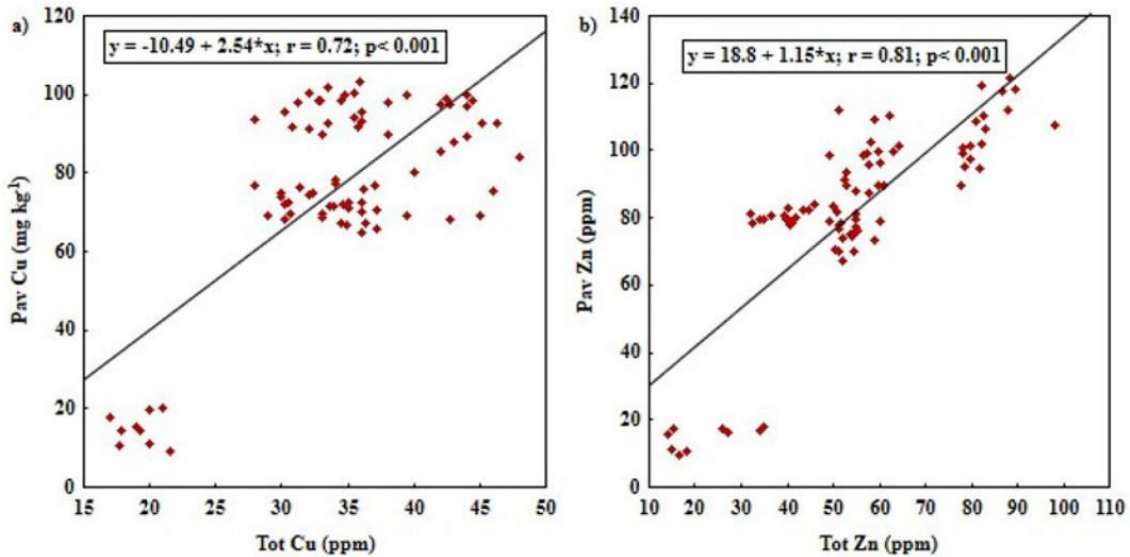 a)
y = -10.49 + 2.54*x; r = 0.72; p< 0.001
120
100
80
60
40
20
0
Pav Cu (mg kg⁻¹)
15 20 25 30 36 35 40 45 50
Tot Cu (ppm)
b)
y = 18.8 + 1.15*x; r = 0.81; p< 0.001
140
120
100
80
60
40
20
0
Pav Zn (ppm)
10 20 30 40 50 60 70 80 90 100 110
Tot Zn (ppm)